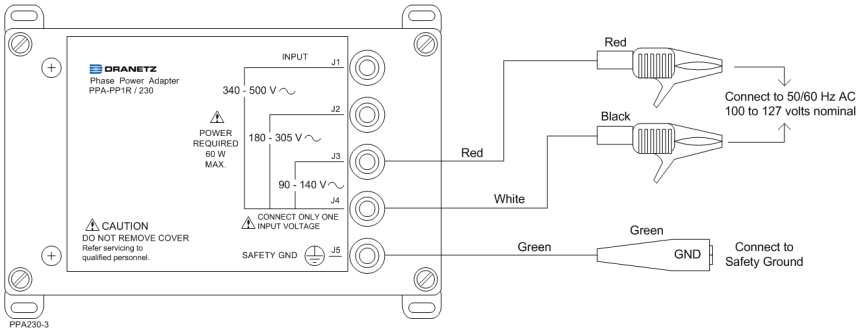 DRANETZ
Phase Power Adapter
PPA-PP1R / 230
INPUT
J1
340 - 500 V
J2
POWER
REQUIRED
60 W
MAX.
180 - 305 V
J3
90 - 140 V
J4
CONNECT ONLY ONE
INPUT VOLTAGE
CAUTION
DO NOT REMOVE COVER
Refer servicing to
qualified personnel.
SAFETY GND
J5
Red
White
Green
Red
Black
Connect to 50/60 Hz AC
100 to 127 volts nominal
Green
GND
Connect to
Safety Ground
PPA230-3